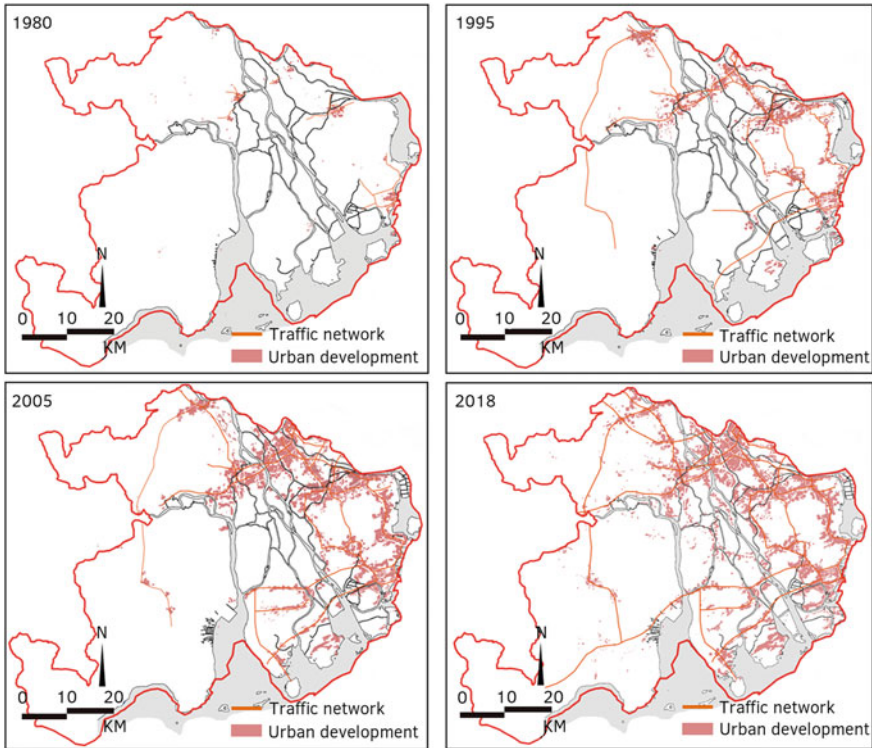 1980
N
0 10 20
KM
Traffic network
Urban development
1995
N
0 10 20
KM
Traffic network
Urban development
2005
N
0 10 20
KM
Traffic network
Urban development
2018
N
0 10 20
KM
Traffic network
Urban development